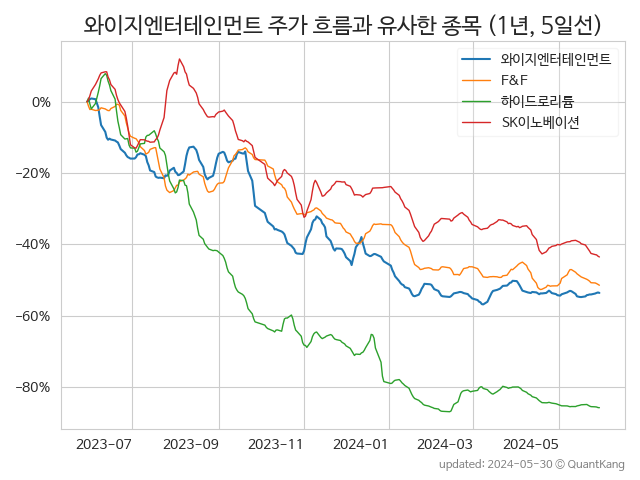 와이지엔터테인먼트 주가 흐름과 유사한 종목 (1년, 5일선)
와이지엔터테인먼트
F&F
하이드로리튬
SK이노베이션
0%
−20%
−40%
−60%
−80%
2023-07 2023-09 2023-11 2024-01 2024-03 2024-05
updated: 2024-05-30 © QuantKang